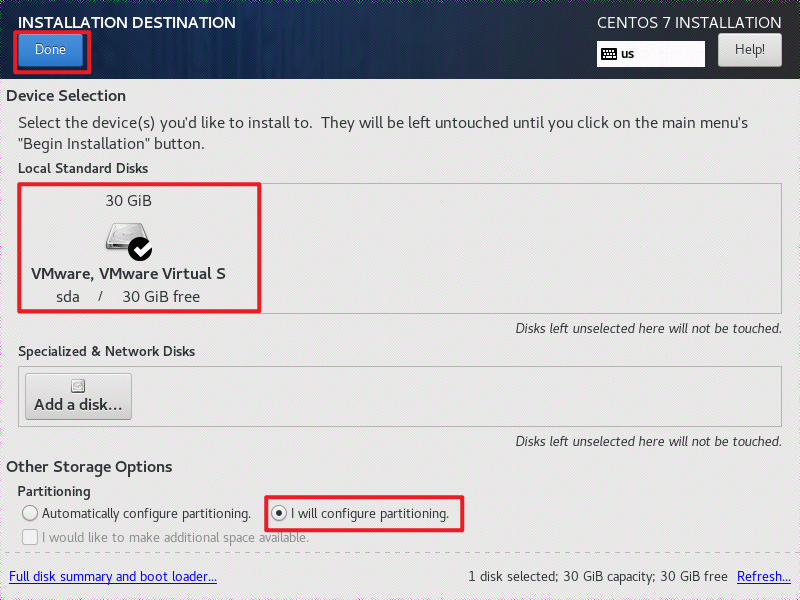 INSTALLATION DESTINATION
CENTOS 7 INSTALLATION
Done
us
Help!
Device Selection
Select the device(s) you'd like to install to.  They will be left untouched until you click on the main menu's
"Begin Installation" button.
Local Standard Disks
30 GiB
VMware, VMware Virtual S
sda / 30 GiB free
Disks left unselected here will not be touched.
Specialized & Network Disks
Add a disk...
Disks left unselected here will not be touched.
Other Storage Options
Partitioning
Automatically configure partitioning. I will configure partitioning.
I would like to make additional space available.
Full disk summary and boot loader... 1 disk selected; 30 GiB capacity; 30 GiB free Refresh...